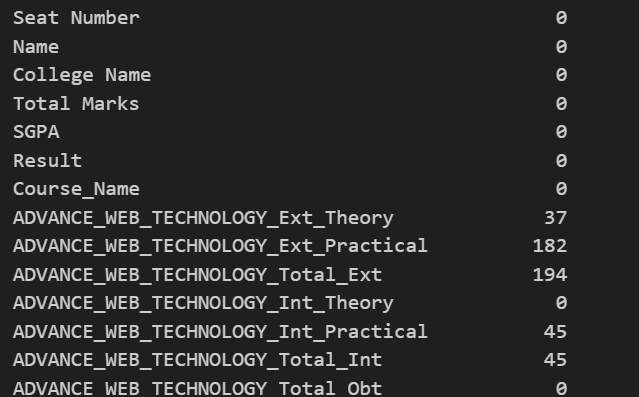 Seat Number 0
Name 0
College Name 0
Total Marks 0
SGPA 0
Result 0
Course_Name 0
ADVANCE_WEB_TECHNOLOGY_Ext_Theory 37
ADVANCE_WEB_TECHNOLOGY_Ext_Practical 182
ADVANCE_WEB_TECHNOLOGY_Total_Ext 194
ADVANCE_WEB_TECHNOLOGY_Int_Theory 0
ADVANCE_WEB_TECHNOLOGY_Int_Practical 45
ADVANCE_WEB_TECHNOLOGY_Total_Int 45
ADVANCE_WEB_TECHNOLOGY_Total_Obt 0